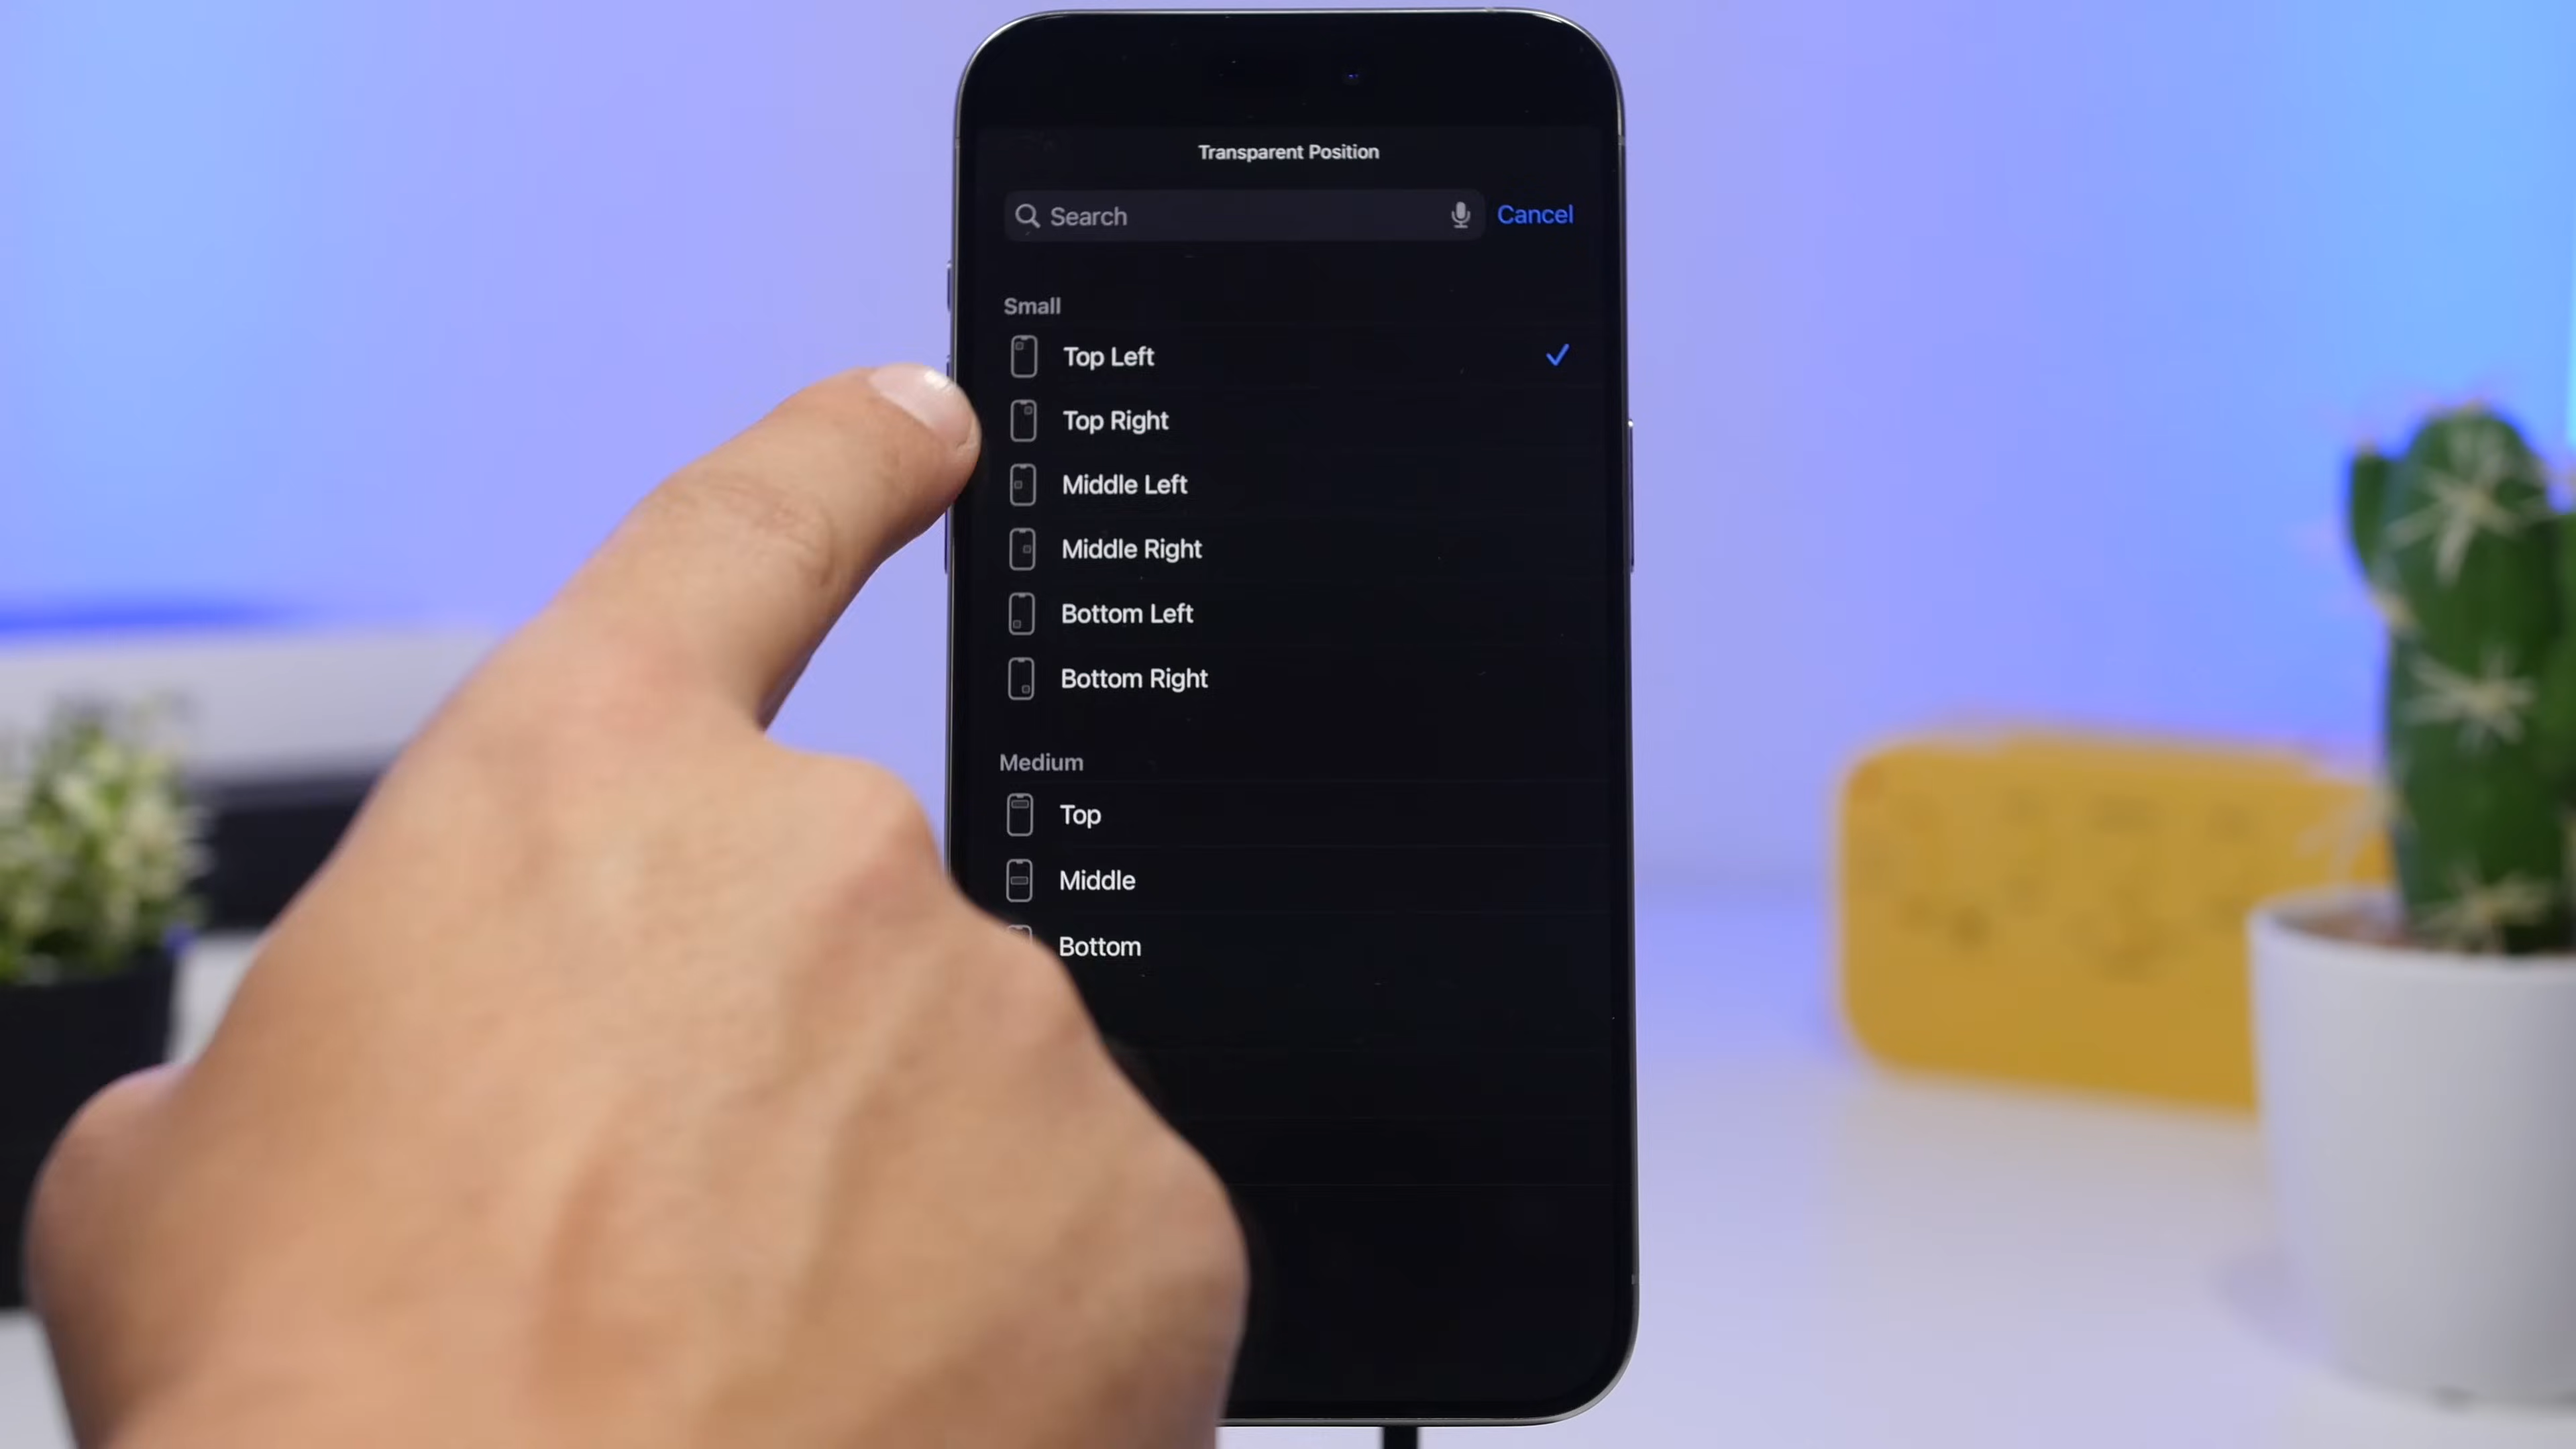 Transparent Position
Search
Cancel
Small
Top Left
Top Right
Middle Left
Middle Right
Bottom Left
Bottom Right
Medium
Top
Middle
Bottom